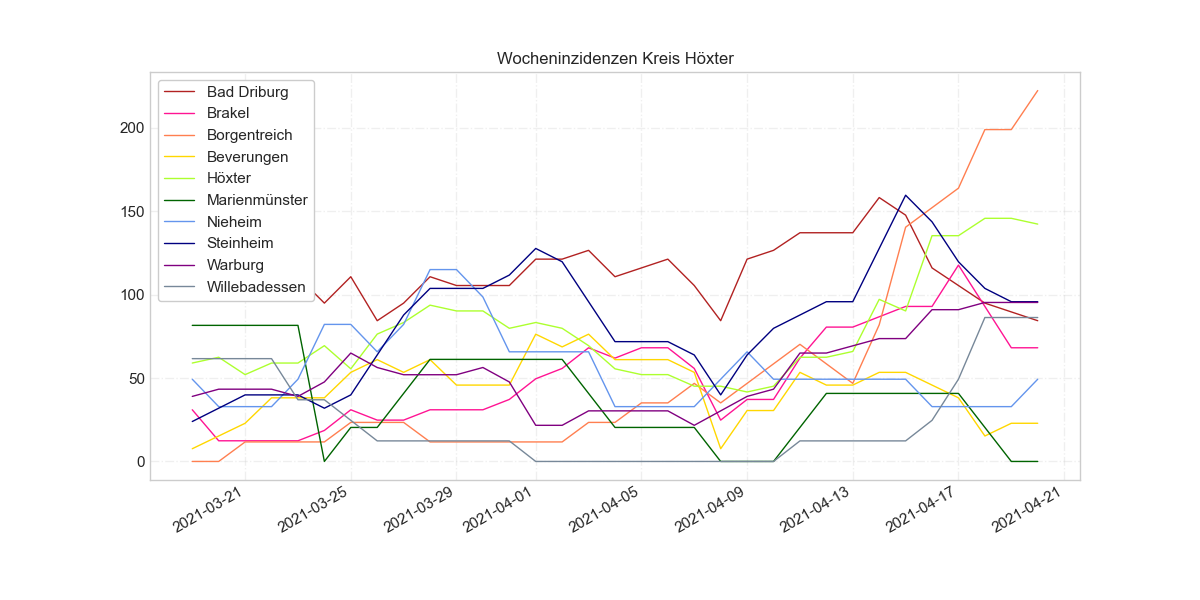 Wocheninzidenzen Kreis Höxter
Bad Driburg
Brakel
Borgentreich
Beverungen
Höxter
Marienmünster
Nieheim
Steinheim
Warburg
Willebadessen
200
150
100
50
0
2021-03-21
2021-03-25
2021-03-29
2021-04-01
2021-04-05
2021-04-09
2021-04-13
2021-04-17
2021-04-21